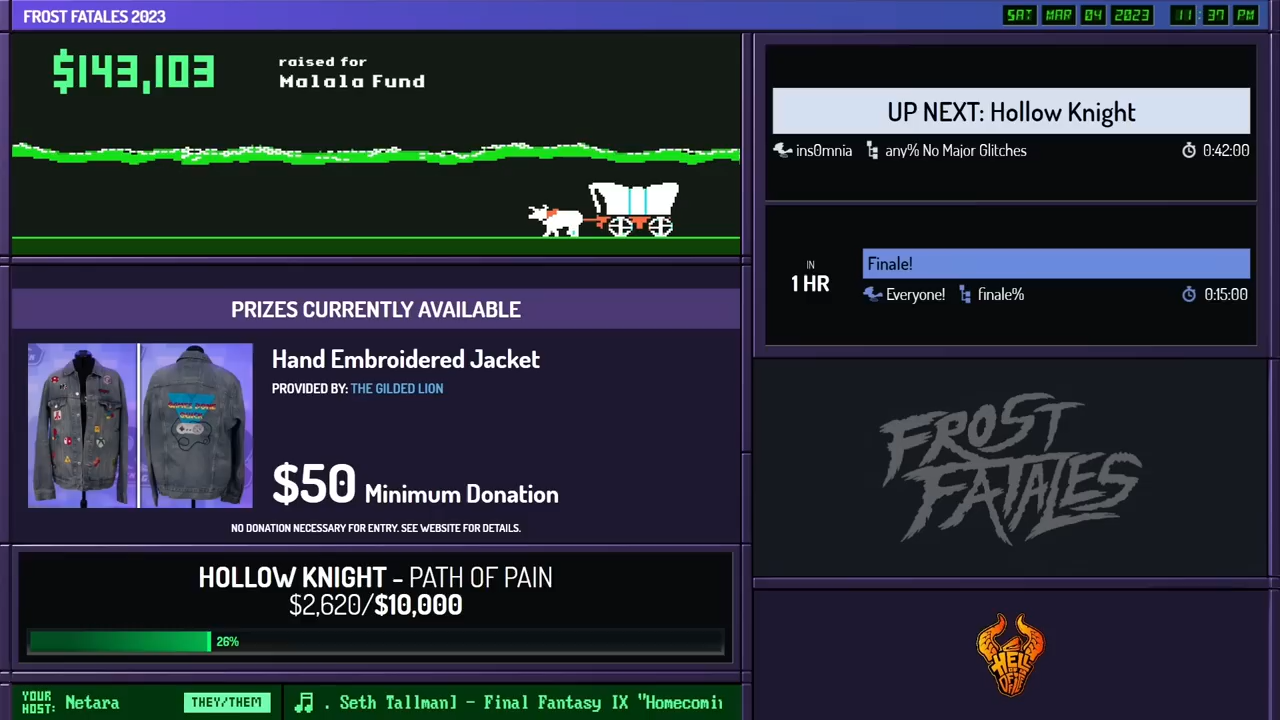 FROST FATALES 2023
SAT MAR 04 2023 11:37 PM
$143,103
raised for
Malala Fund
UP NEXT: Hollow Knight
ins0mnia any% No Major Glitches 0:42:00
IN
1 HR
Finale!
Everyone! finale% 0:15:00
PRIZES CURRENTLY AVAILABLE
Hand Embroidered Jacket
PROVIDED BY: THE GILDED LION
$50 Minimum Donation
NO DONATION NECESSARY FOR ENTRY. SEE WEBSITE FOR DETAILS.
FROST
FATALES
HOLLOW KNIGHT - PATH OF PAIN
$2,620/$10,000
26%
HELL
OF IT
YOUR
HOST: Netara THEY/THEM . Seth Tallman] - Final Fantasy IX "Homecomin